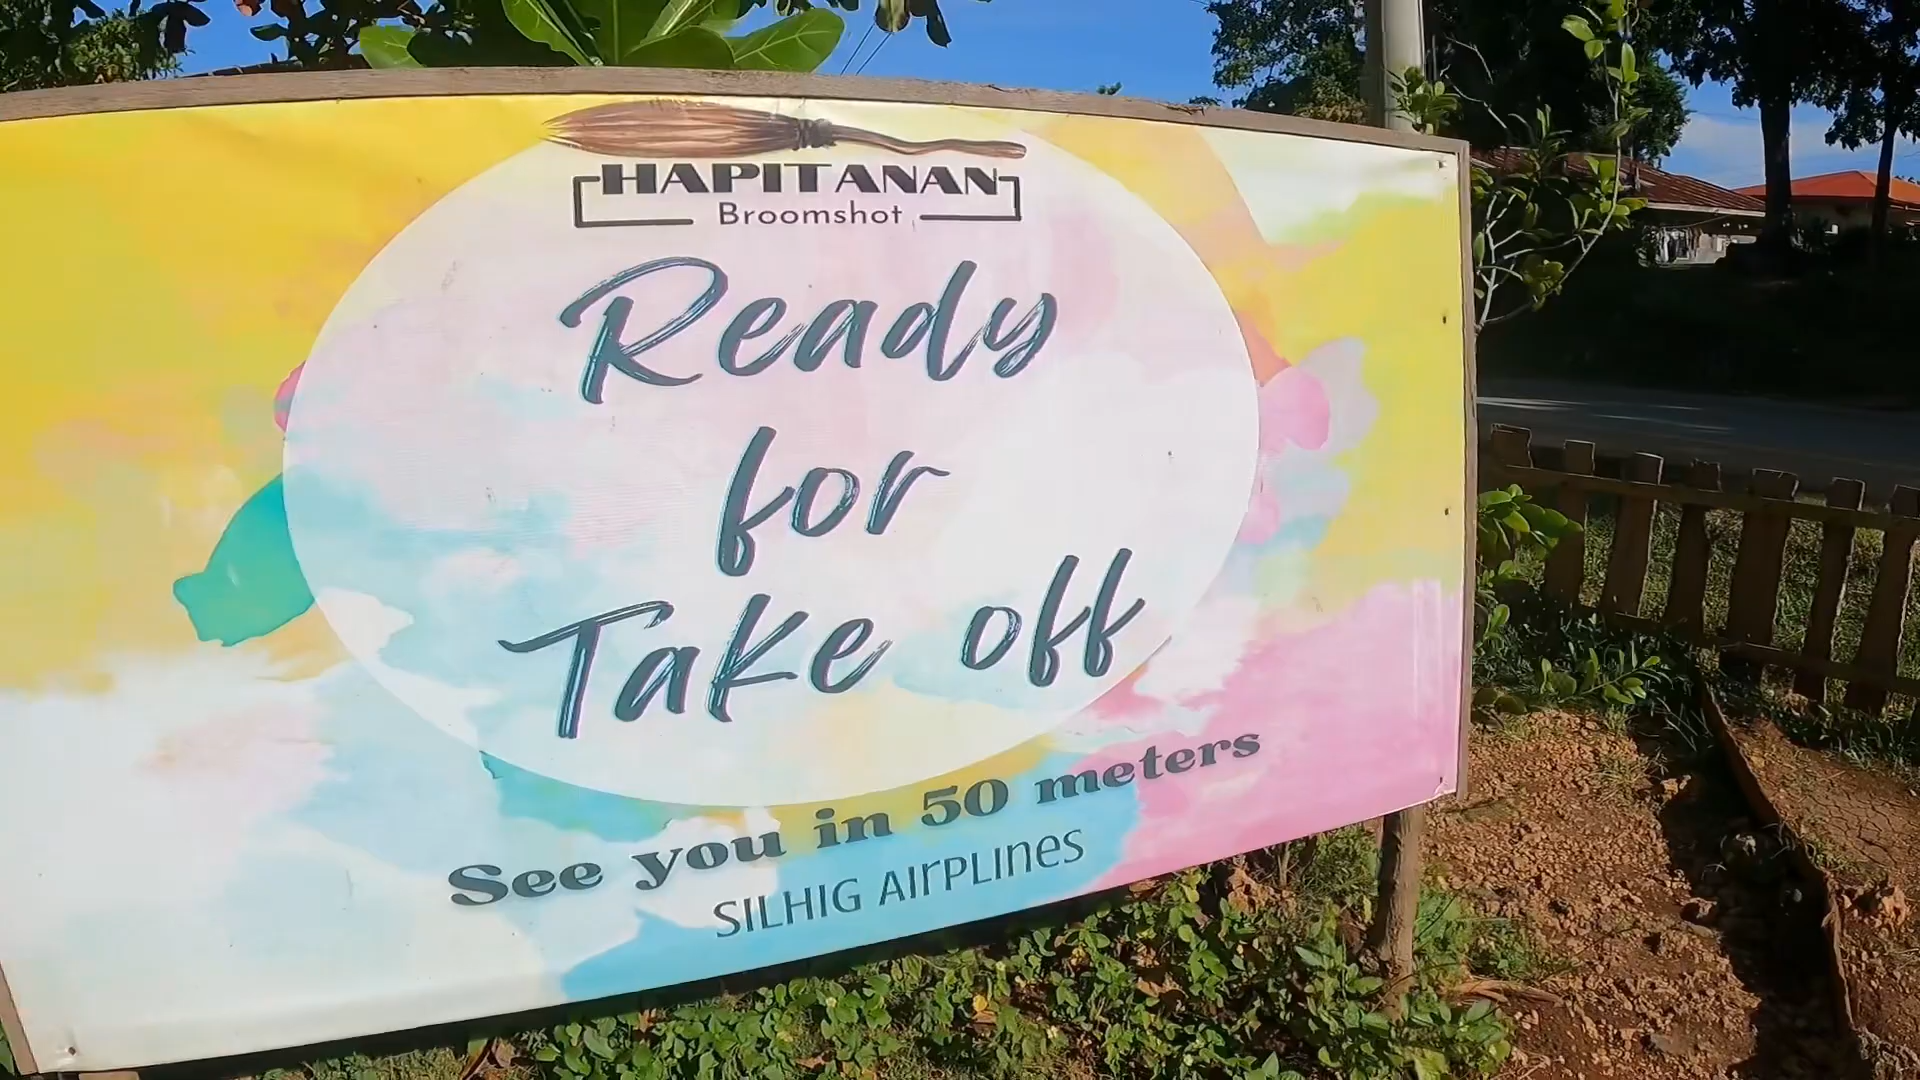 HAPITANAN
Broomshot
Ready
for
Take off
See you in 50 meters
SILHIG AIrPLInes